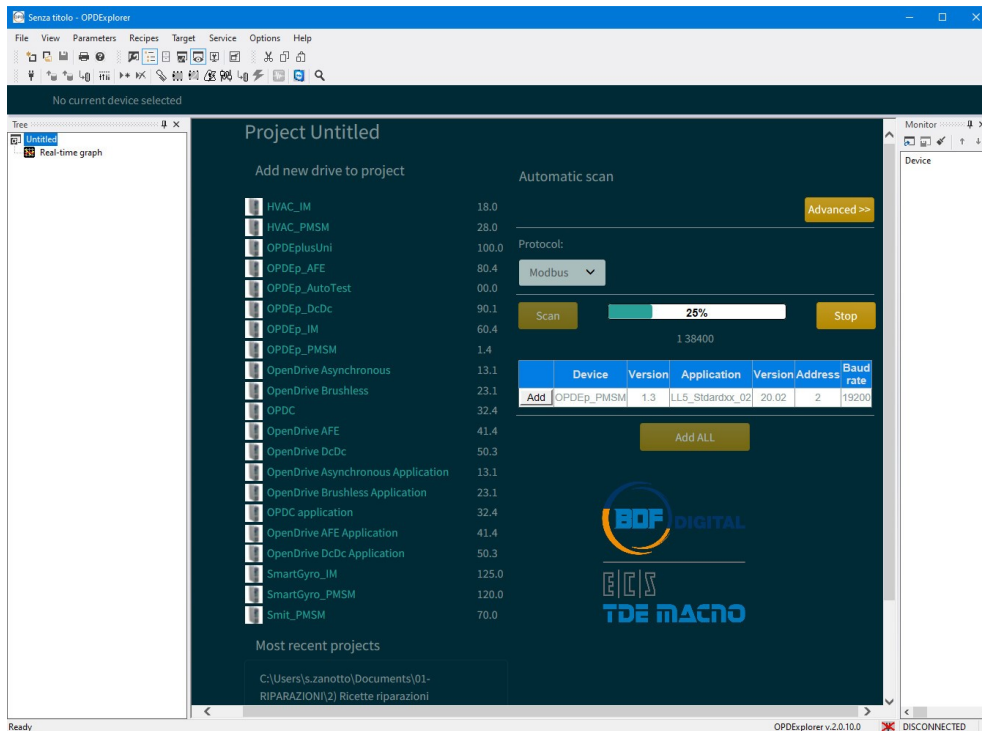 Senza titolo - OPDExplorer
File View Parameters Recipes Target Service Options Help
No current device selected
Tree
Untitled
Real-time graph
Project Untitled
Add new drive to project
HVAC_IM 18.0
HVAC_PMSM 28.0
OPDEplusUni 100.0
OPDEp_AFE 80.4
OPDEp_AutoTest 00.0
OPDEp_DcDc 90.1
OPDEp_IM 60.4
OPDEp_PMSM 1.4
OpenDrive Asynchronous 13.1
OpenDrive Brushless 23.1
OPDC 32.4
OpenDrive AFE 41.4
OpenDrive DcDc 50.3
OpenDrive Asynchronous Application 13.1
OpenDrive Brushless Application 23.1
OPDC application 32.4
OpenDrive AFE Application 41.4
OpenDrive DcDc Application 50.3
SmartGyro_IM 125.0
SmartGyro_PMSM 120.0
Smit_PMSM 70.0
Most recent projects
C:\Users\s.zanotto\Documents\01-
RIPARAZIONI\2) Ricette riparazioni
Automatic scan
Advanced >>
Protocol:
Modbus
Scan 25% Stop
1 38400
Device Version Application Version Address Baud rate
Add OPDEp_PMSM 1.3 LL5_Stdardxx_02 20.02 2 19200
Add ALL
BDF DIGITAL
ECS
TDE MACNO
Monitor
Device
Ready
OPDExplorer v.2.0.10.0 DISCONNECTED